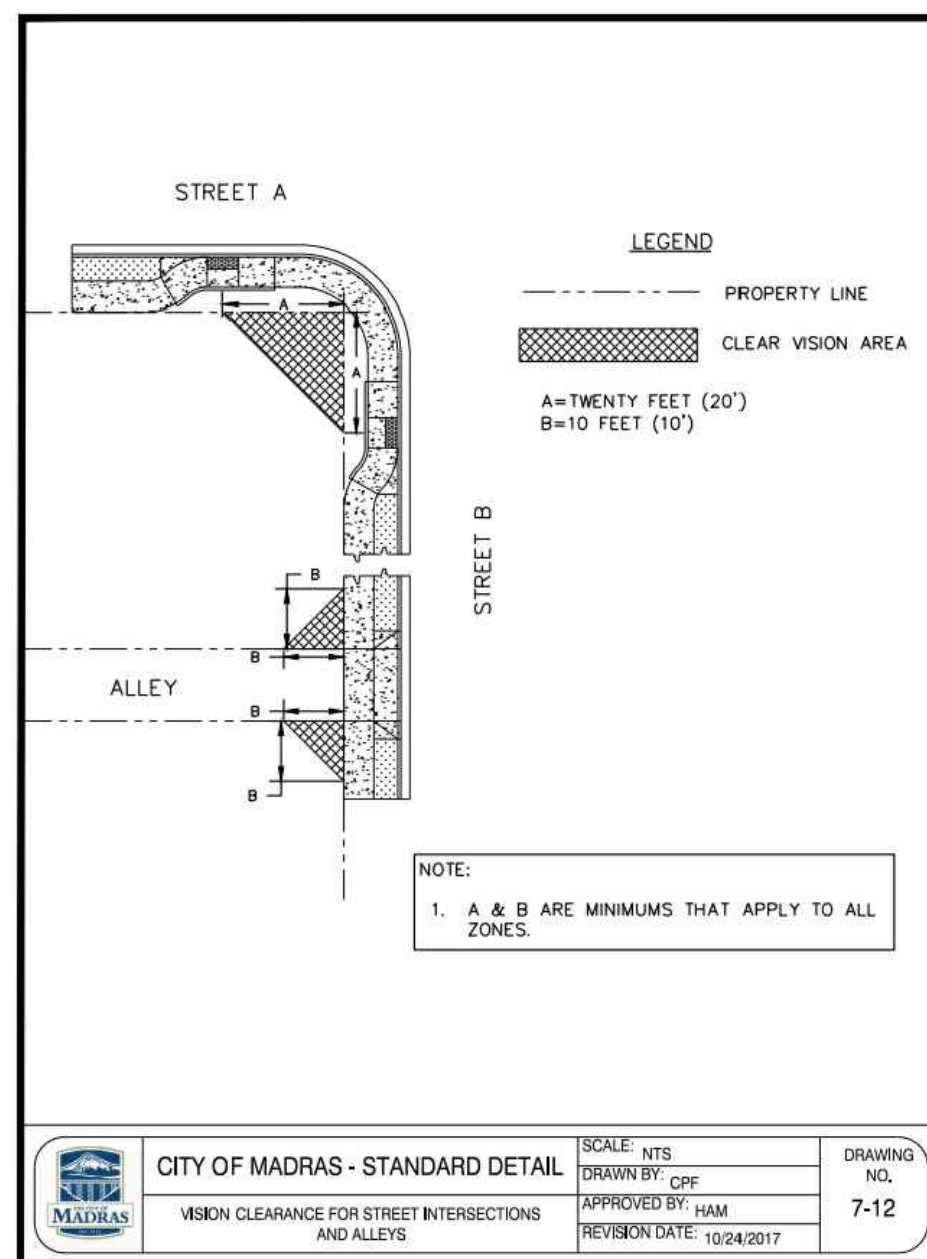 STREET A
LEGEND
PROPERTY LINE
CLEAR VISION AREA
A=TWENTY FEET (20')
B=10 FEET (10')
A
A
STREET B
B
B
ALLEY
B
B
NOTE:
1. A & B ARE MINIMUMS THAT APPLY TO ALL
ZONES.
MADRAS
CITY OF MADRAS - STANDARD DETAIL
VISION CLEARANCE FOR STREET INTERSECTIONS
AND ALLEYS
SCALE: NTS
DRAWN BY: CPF
APPROVED BY: HAM
REVISION DATE: 10/24/2017
DRAWING
NO.
7-12